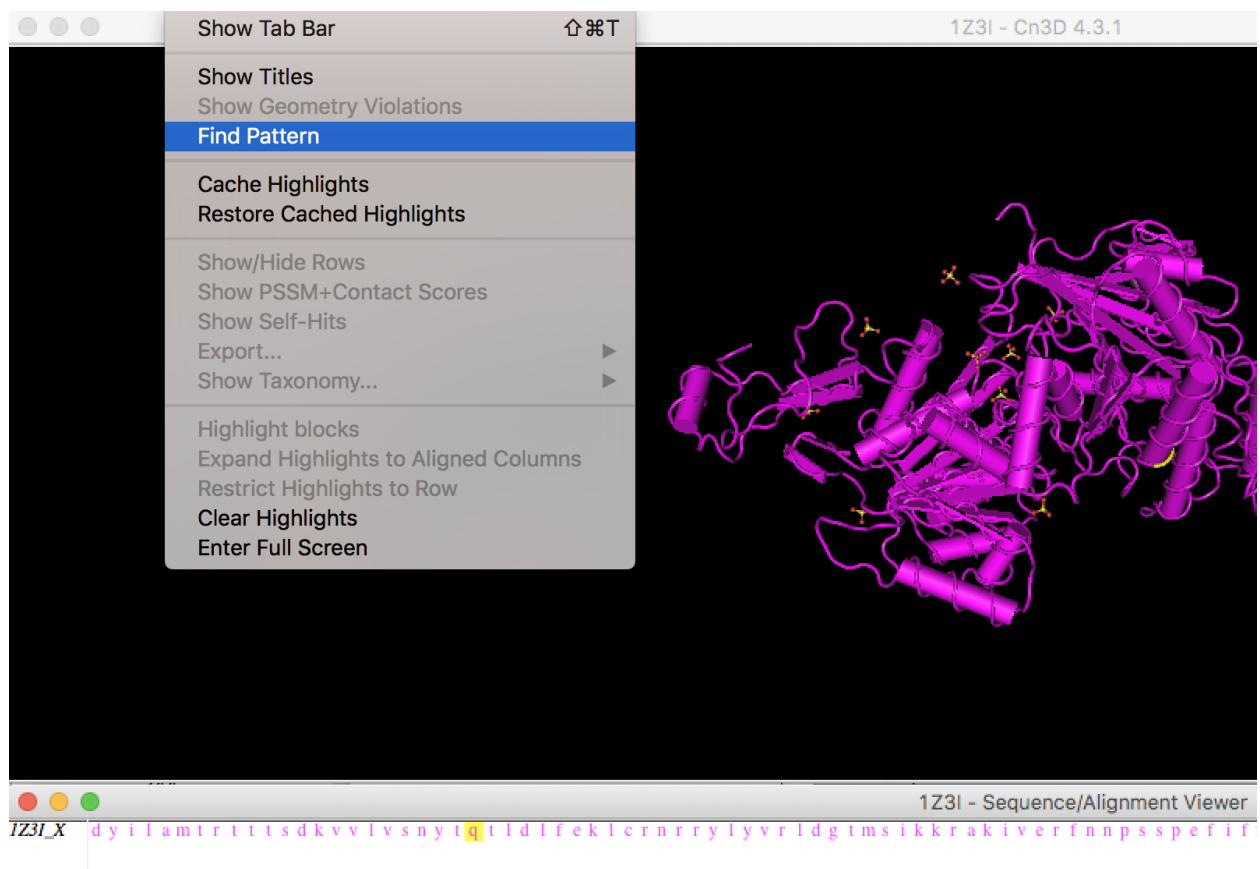 Show Tab Bar ⇧⌘T
1Z3I - Cn3D 4.3.1
Show Titles
Show Geometry Violations
Find Pattern
Cache Highlights
Restore Cached Highlights
Show/Hide Rows
Show PSSM+Contact Scores
Show Self-Hits
Export...
Show Taxonomy...
Highlight blocks
Expand Highlights to Aligned Columns
Restrict Highlights to Row
Clear Highlights
Enter Full Screen
1Z3I - Sequence/Alignment Viewer
1Z3I_X d y i l a m t r t t t s d k v v l v s n y t q t l d l f e k l c r n r r y l y v r l d g t m s i k k r a k i v e r f n n p s s p e f i f